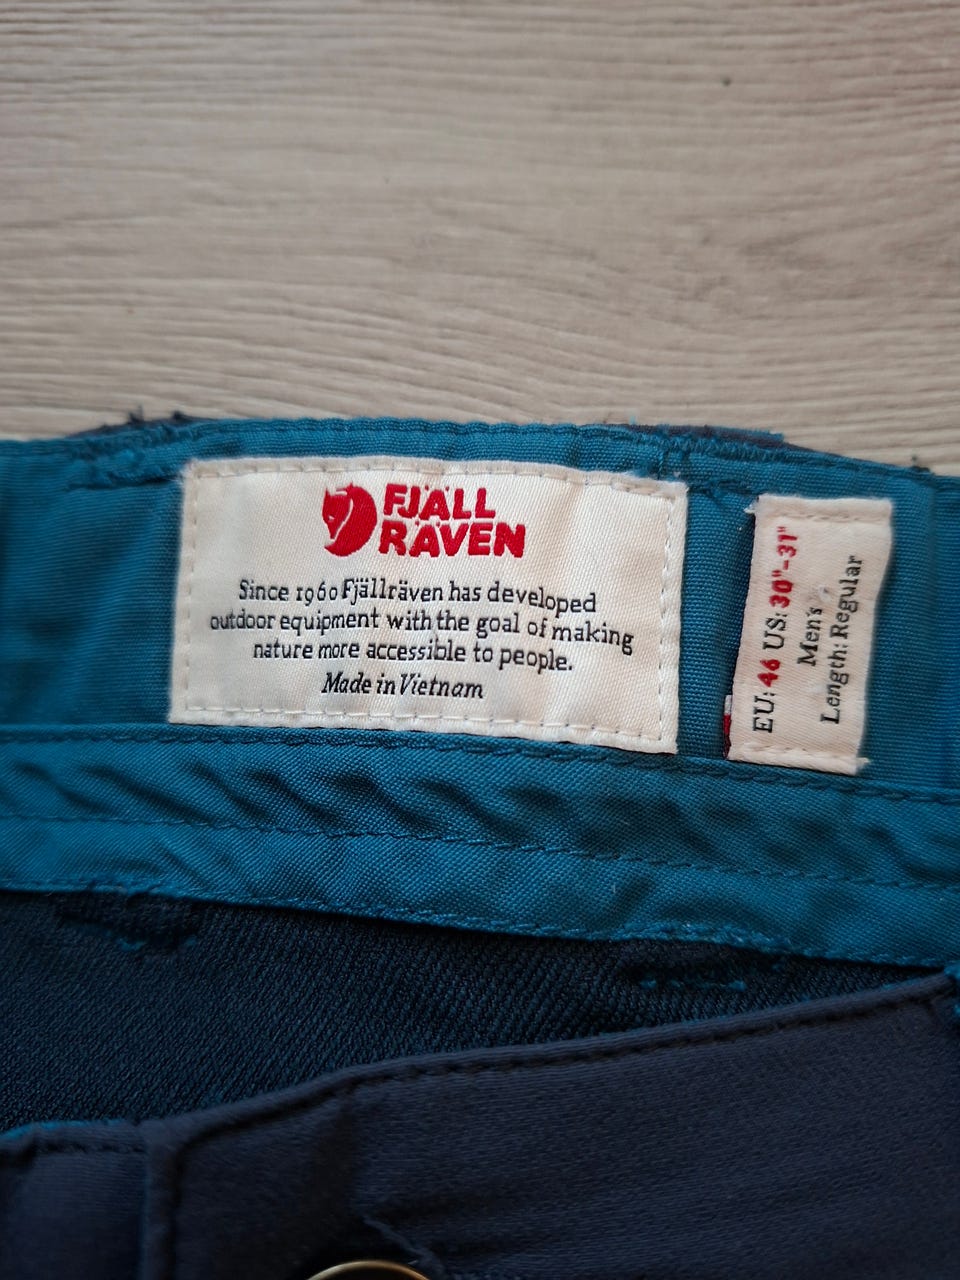 FJÄLL
RÄVEN
Since 1960 Fjällräven has developed
outdoor equipment with the goal of making
nature more accessible to people.
Made in Vietnam
EU: 46 US: 30"-31"
Men's
Length: Regular